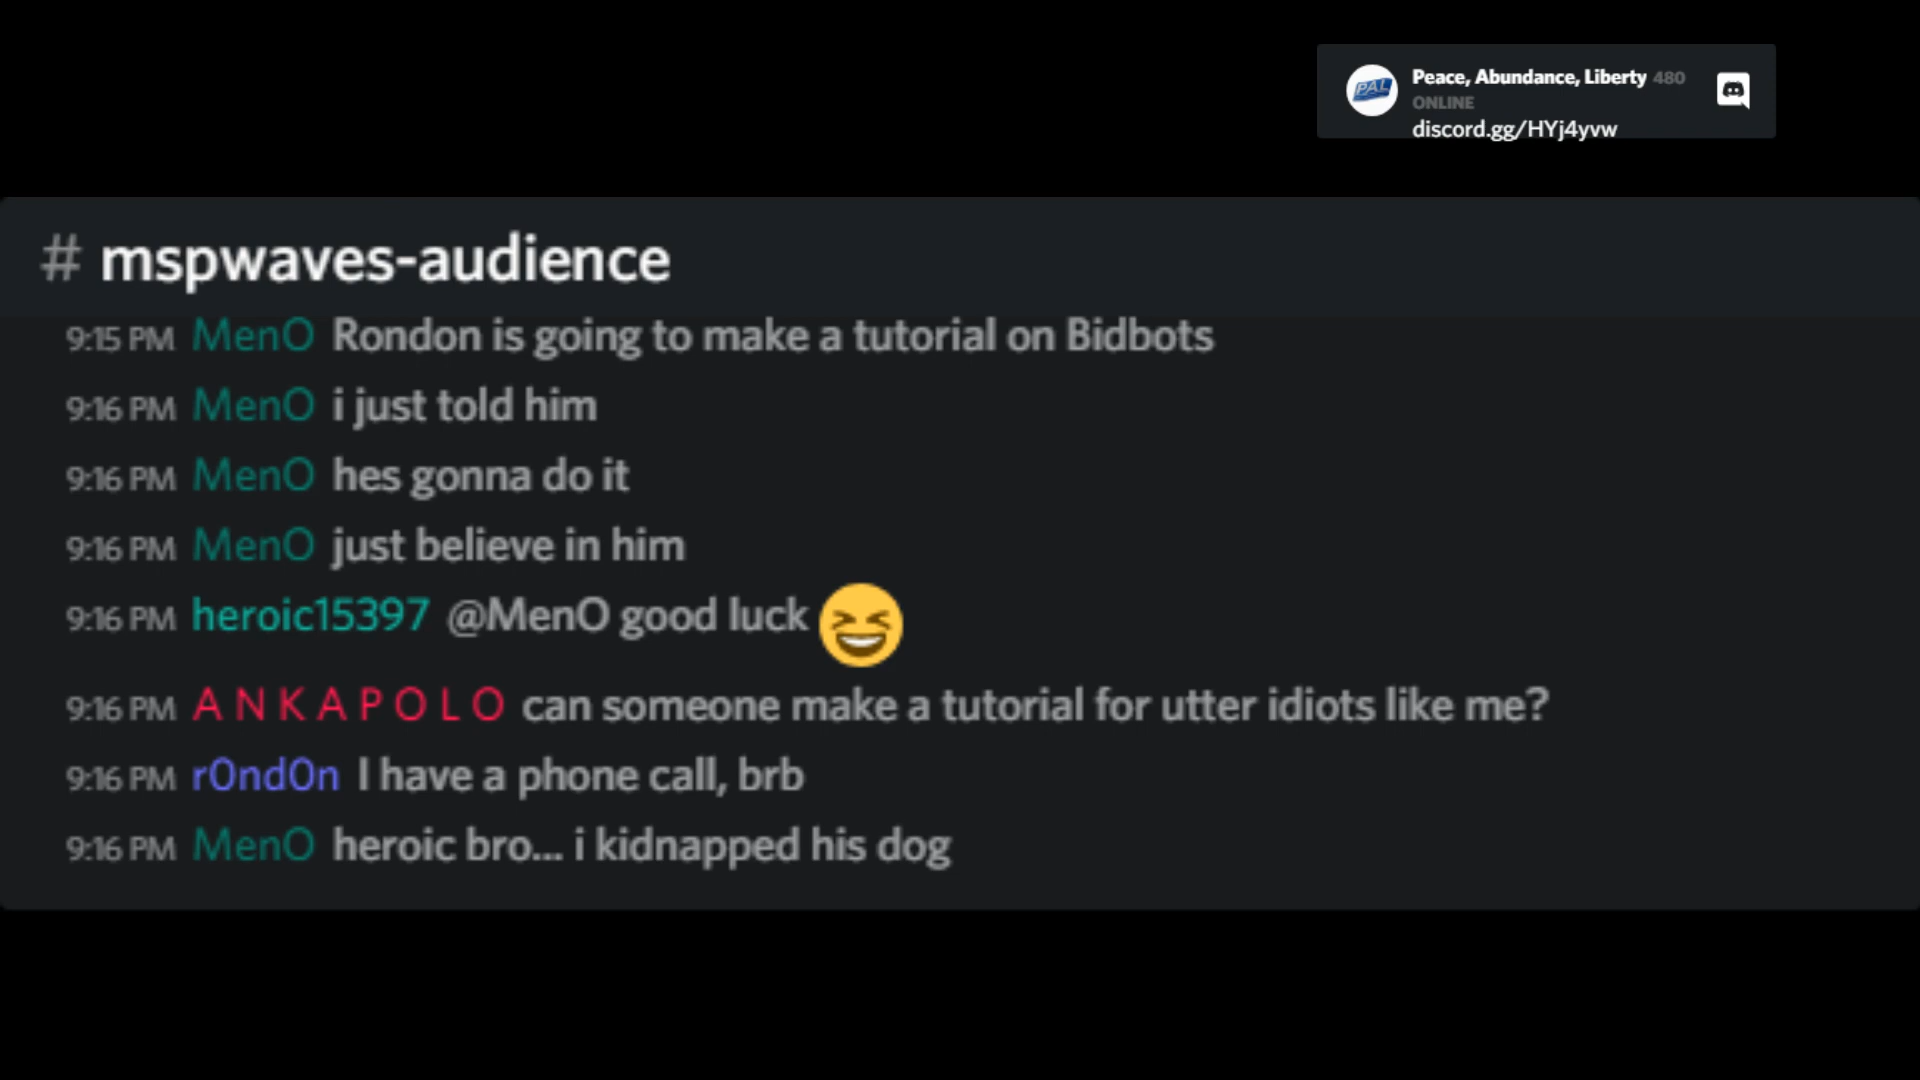 PAL Peace, Abundance, Liberty 480
ONLINE
discord.gg/HYj4yvw
# mspwaves-audience
9:15 PM MenO Rondon is going to make a tutorial on Bidbots
9:16 PM MenO i just told him
9:16 PM MenO hes gonna do it
9:16 PM MenO just believe in him
9:16 PM heroic15397 @MenO good luck 😆
9:16 PM A N K A P O L O can someone make a tutorial for utter idiots like me?
9:16 PM r0nd0n I have a phone call, brb
9:16 PM MenO heroic bro... i kidnapped his dog